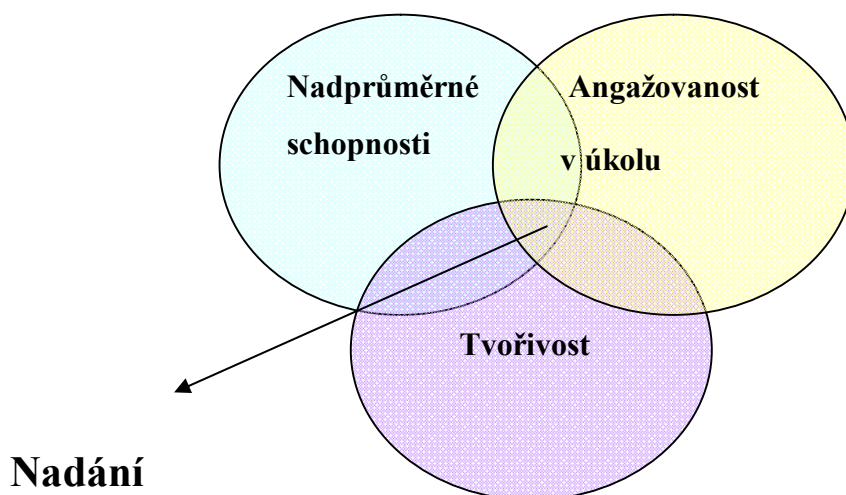 Nadprůměrné
schopnosti
Angažovanost
v úkolu
Tvořivost
Nadání